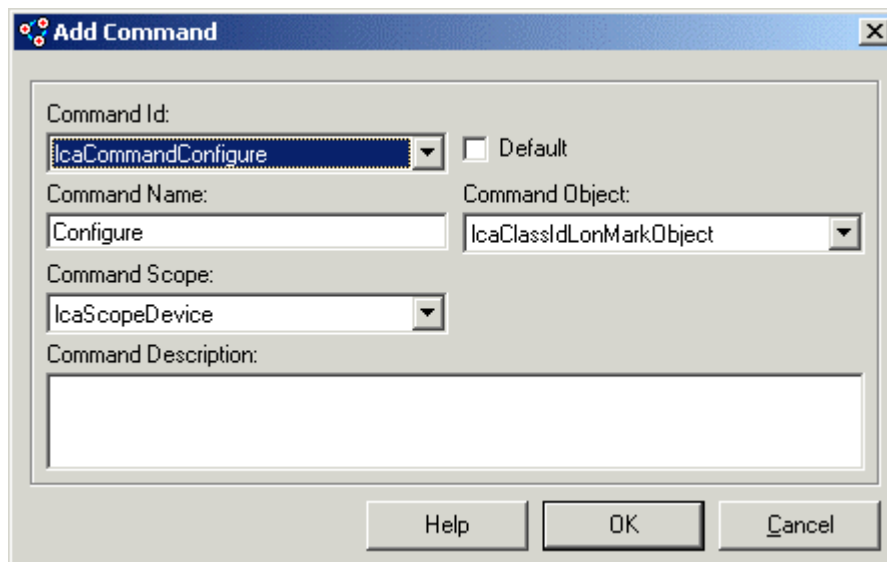 Add Command
Command Id:
lcaCommandConfigure
Default
Command Name:
Command Object:
Configure
lcaClassIdLonMarkObject
Command Scope:
lcaScopeDevice
Command Description:
Help
OK
Cancel